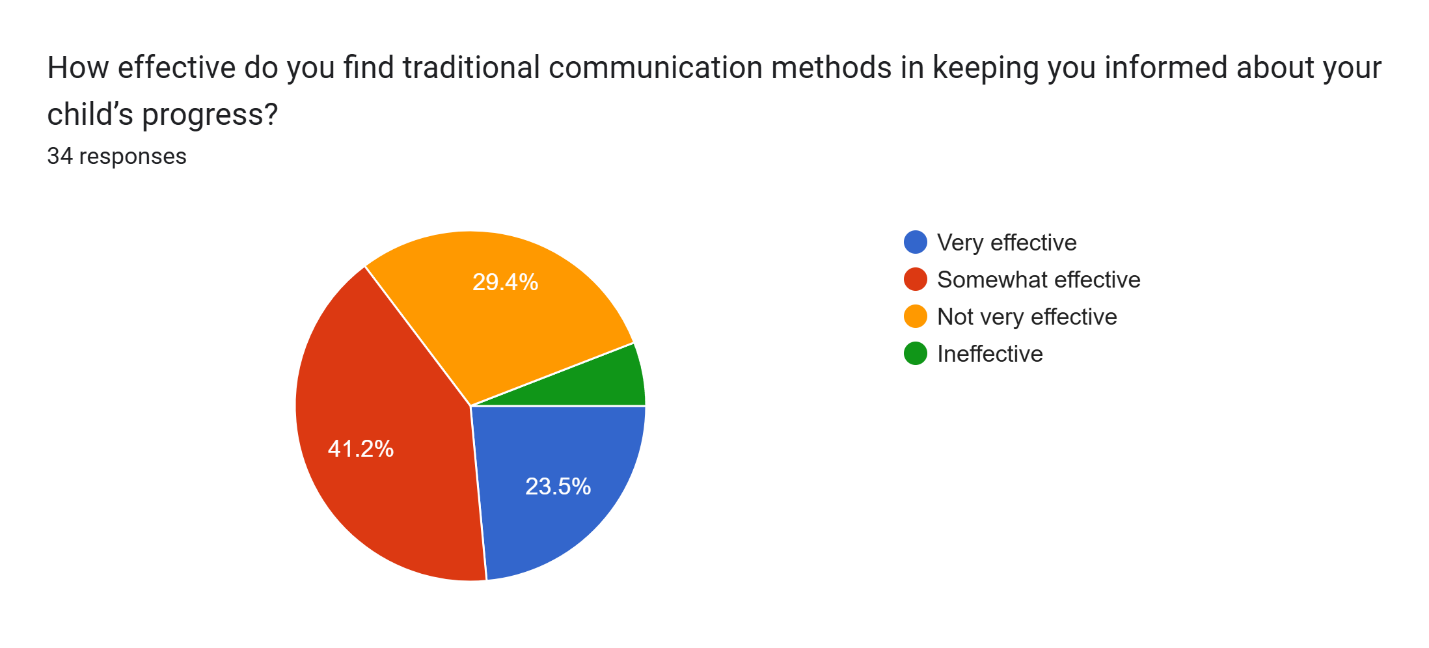 How effective do you find traditional communication methods in keeping you informed about your
child’s progress?
34 responses
29.4%
41.2%
23.5%
Very effective
Somewhat effective
Not very effective
Ineffective